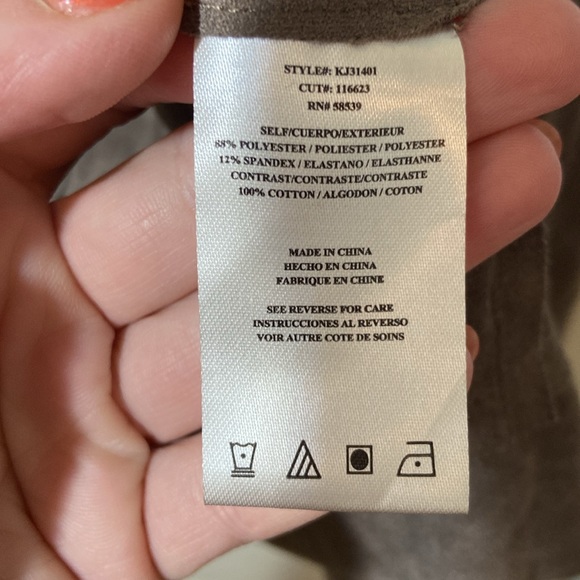 STYLE#: KJ31401
CUT#: 116623
RN# 58539
SELF/CUERPO/EXTERIEUR
88% POLYESTER / POLIESTER / POLYESTER
12% SPANDEX / ELASTANO / ELASTHANNE
CONTRAST/CONTRASTE/CONTRASTE
100% COTTON / ALGODON / COTON
MADE IN CHINA
HECHO EN CHINA
FABRIQUE EN CHINE
SEE REVERSE FOR CARE
INSTRUCCIONES AL REVERSO
VOIR AUTRE COTE DE SOINS